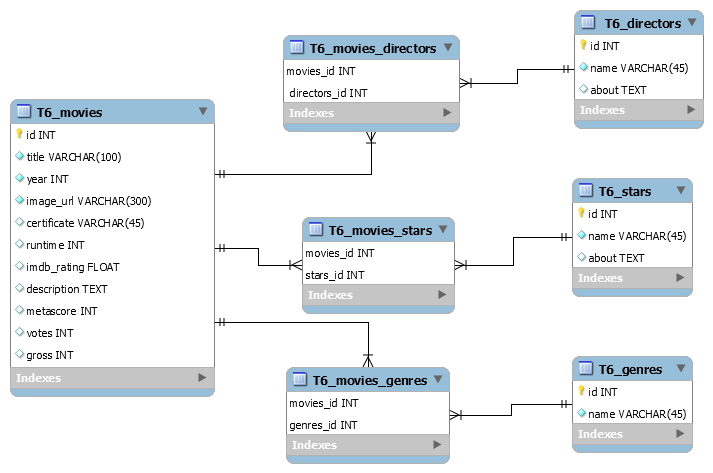 T6_movies
id INT
title VARCHAR(100)
year INT
image_url VARCHAR(300)
certificate VARCHAR(45)
runtime INT
imdb_rating FLOAT
description TEXT
metascore INT
votes INT
gross INT
Indexes
T6_movies_directors
movies_id INT
directors_id INT
Indexes
T6_directors
id INT
name VARCHAR(45)
about TEXT
Indexes
T6_movies_stars
movies_id INT
stars_id INT
Indexes
T6_stars
id INT
name VARCHAR(45)
about TEXT
Indexes
T6_movies_genres
movies_id INT
genres_id INT
Indexes
T6_genres
id INT
name VARCHAR(45)
Indexes